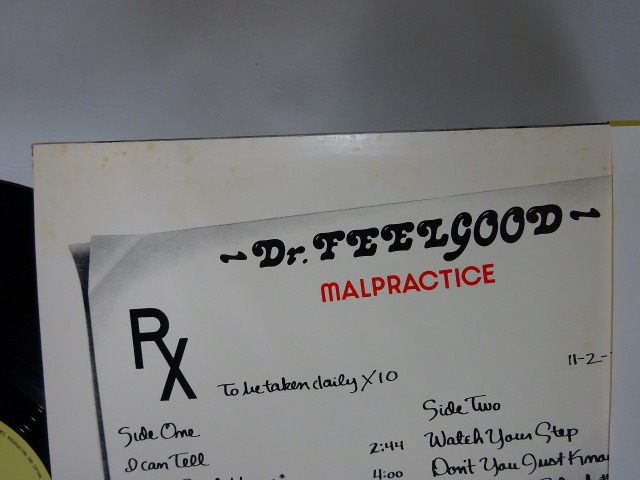 ~Dr. FEELGOOD~
MALPRACTICE
RX
To be taken daily X10
11-2-
Side One
I can Tell 2:44
4:00
Side Two
Watch Your Step
Don't You Just Know